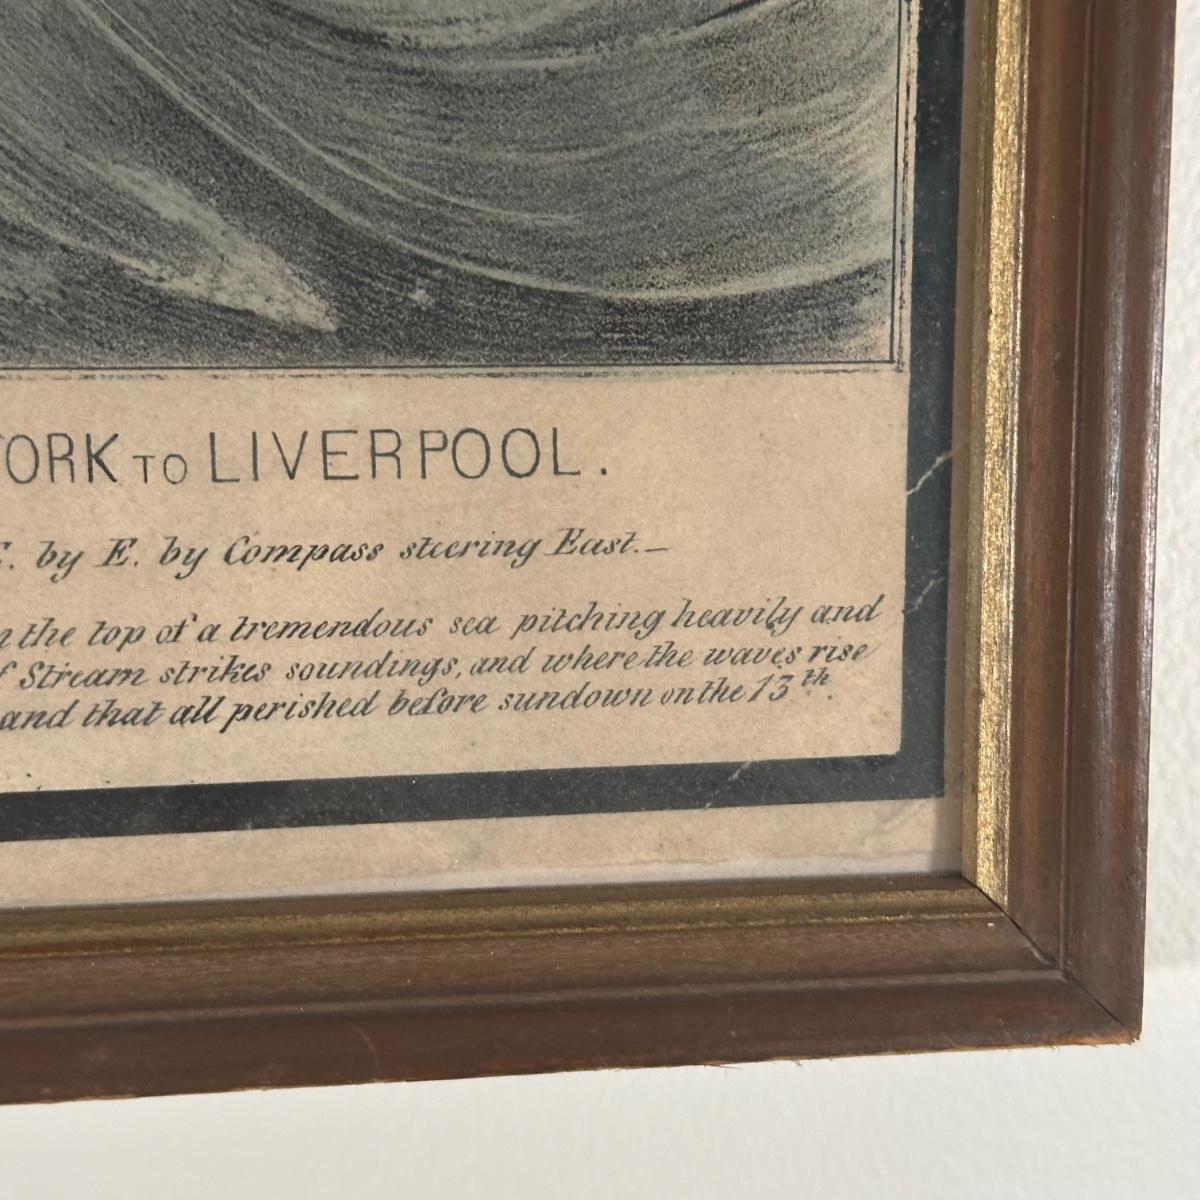 ORK TO LIVERPOOL.
. by E. by Compass steering East.—
the top of a tremendous sea pitching heavily and
Stream strikes soundings, and where the waves rise
and that all perished before sundown on the 13th.